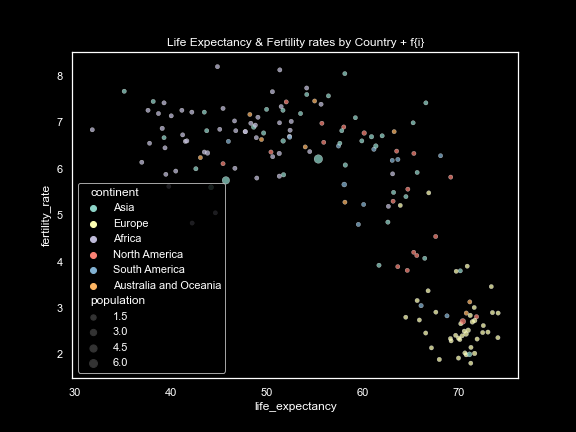 Life Expectancy & Fertility rates by Country + f{i}
8
7
6
5
4
3
2
fertility_rate
continent
Asia
Europe
Africa
North America
South America
Australia and Oceania
population
1.5
3.0
4.5
6.0
30 40 50 60 70
life_expectancy